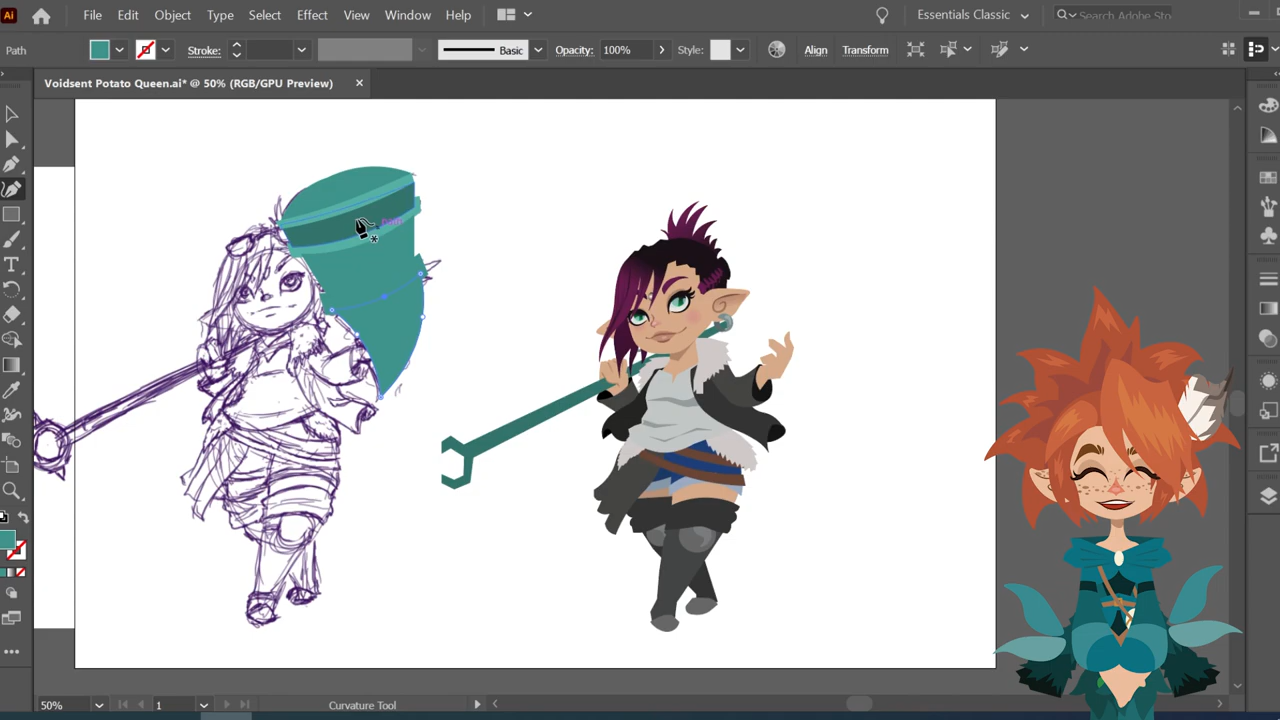 Ai File Edit Object Type Select Effect View Window Help Essentials Classic Search Adobe Sto
Path Stroke: Basic Opacity: 100% Style: Align Transform
Voidsent Potato Queen.ai* @ 50% (RGB/GPU Preview) ×
50% 1 Curvature Tool